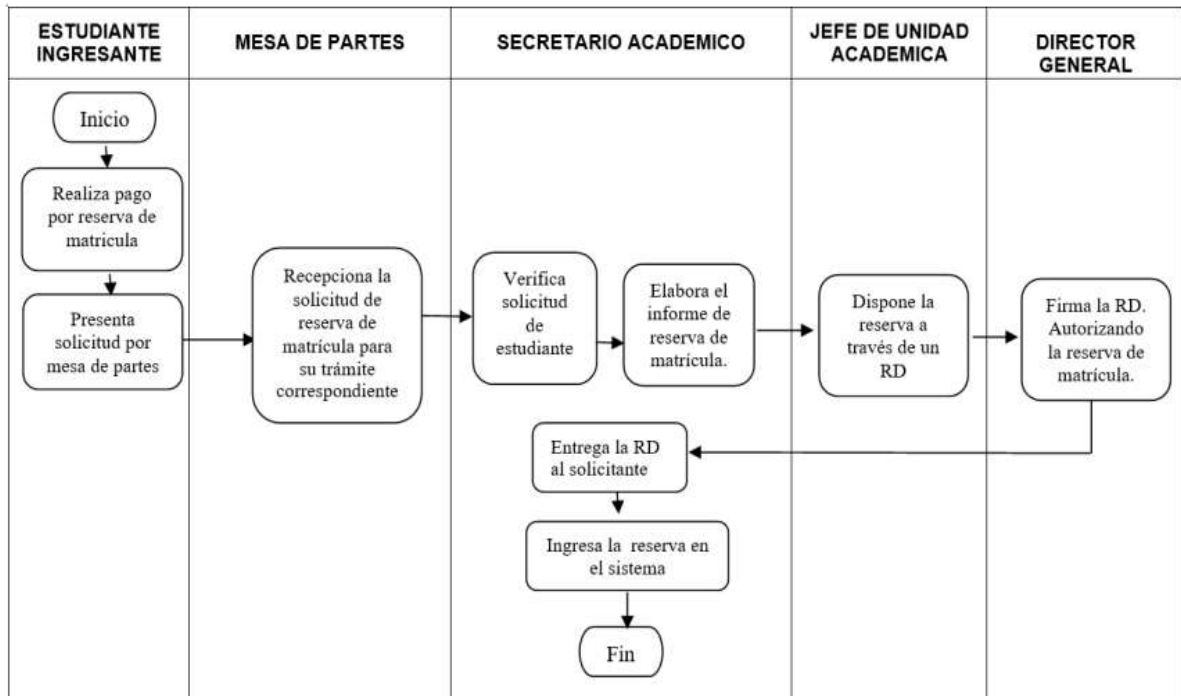 ESTUDIANTE
INGRESANTE
MESA DE PARTES
SECRETARIO ACADEMICO
JEFE DE UNIDAD
ACADEMICA
DIRECTOR
GENERAL
Inicio
Realiza pago
por reserva de
matricula
Presenta
solicitud por
mesa de partes
Recepciona la
solicitud de
reserva de
matrícula para
su trámite
correspondiente
Verifica
solicitud
de
estudiante
Elabora el
informe de
reserva de
matrícula.
Dispone la
reserva a
través de un
RD
Firma la RD.
Autorizando
la reserva de
matrícula.
Entrega la RD
al solicitante
Ingresa la reserva en
el sistema
Fin